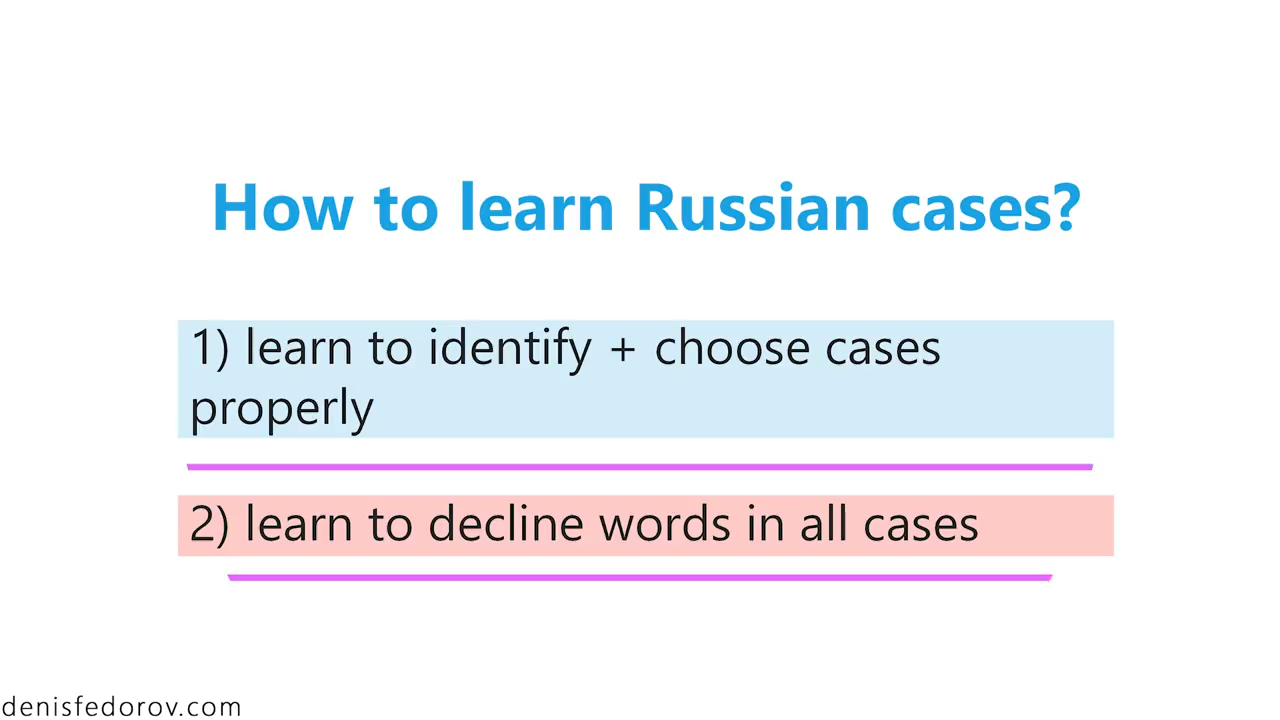 How to learn Russian cases?
1) learn to identify + choose cases
properly
2) learn to decline words in all cases
denisfedorov.com